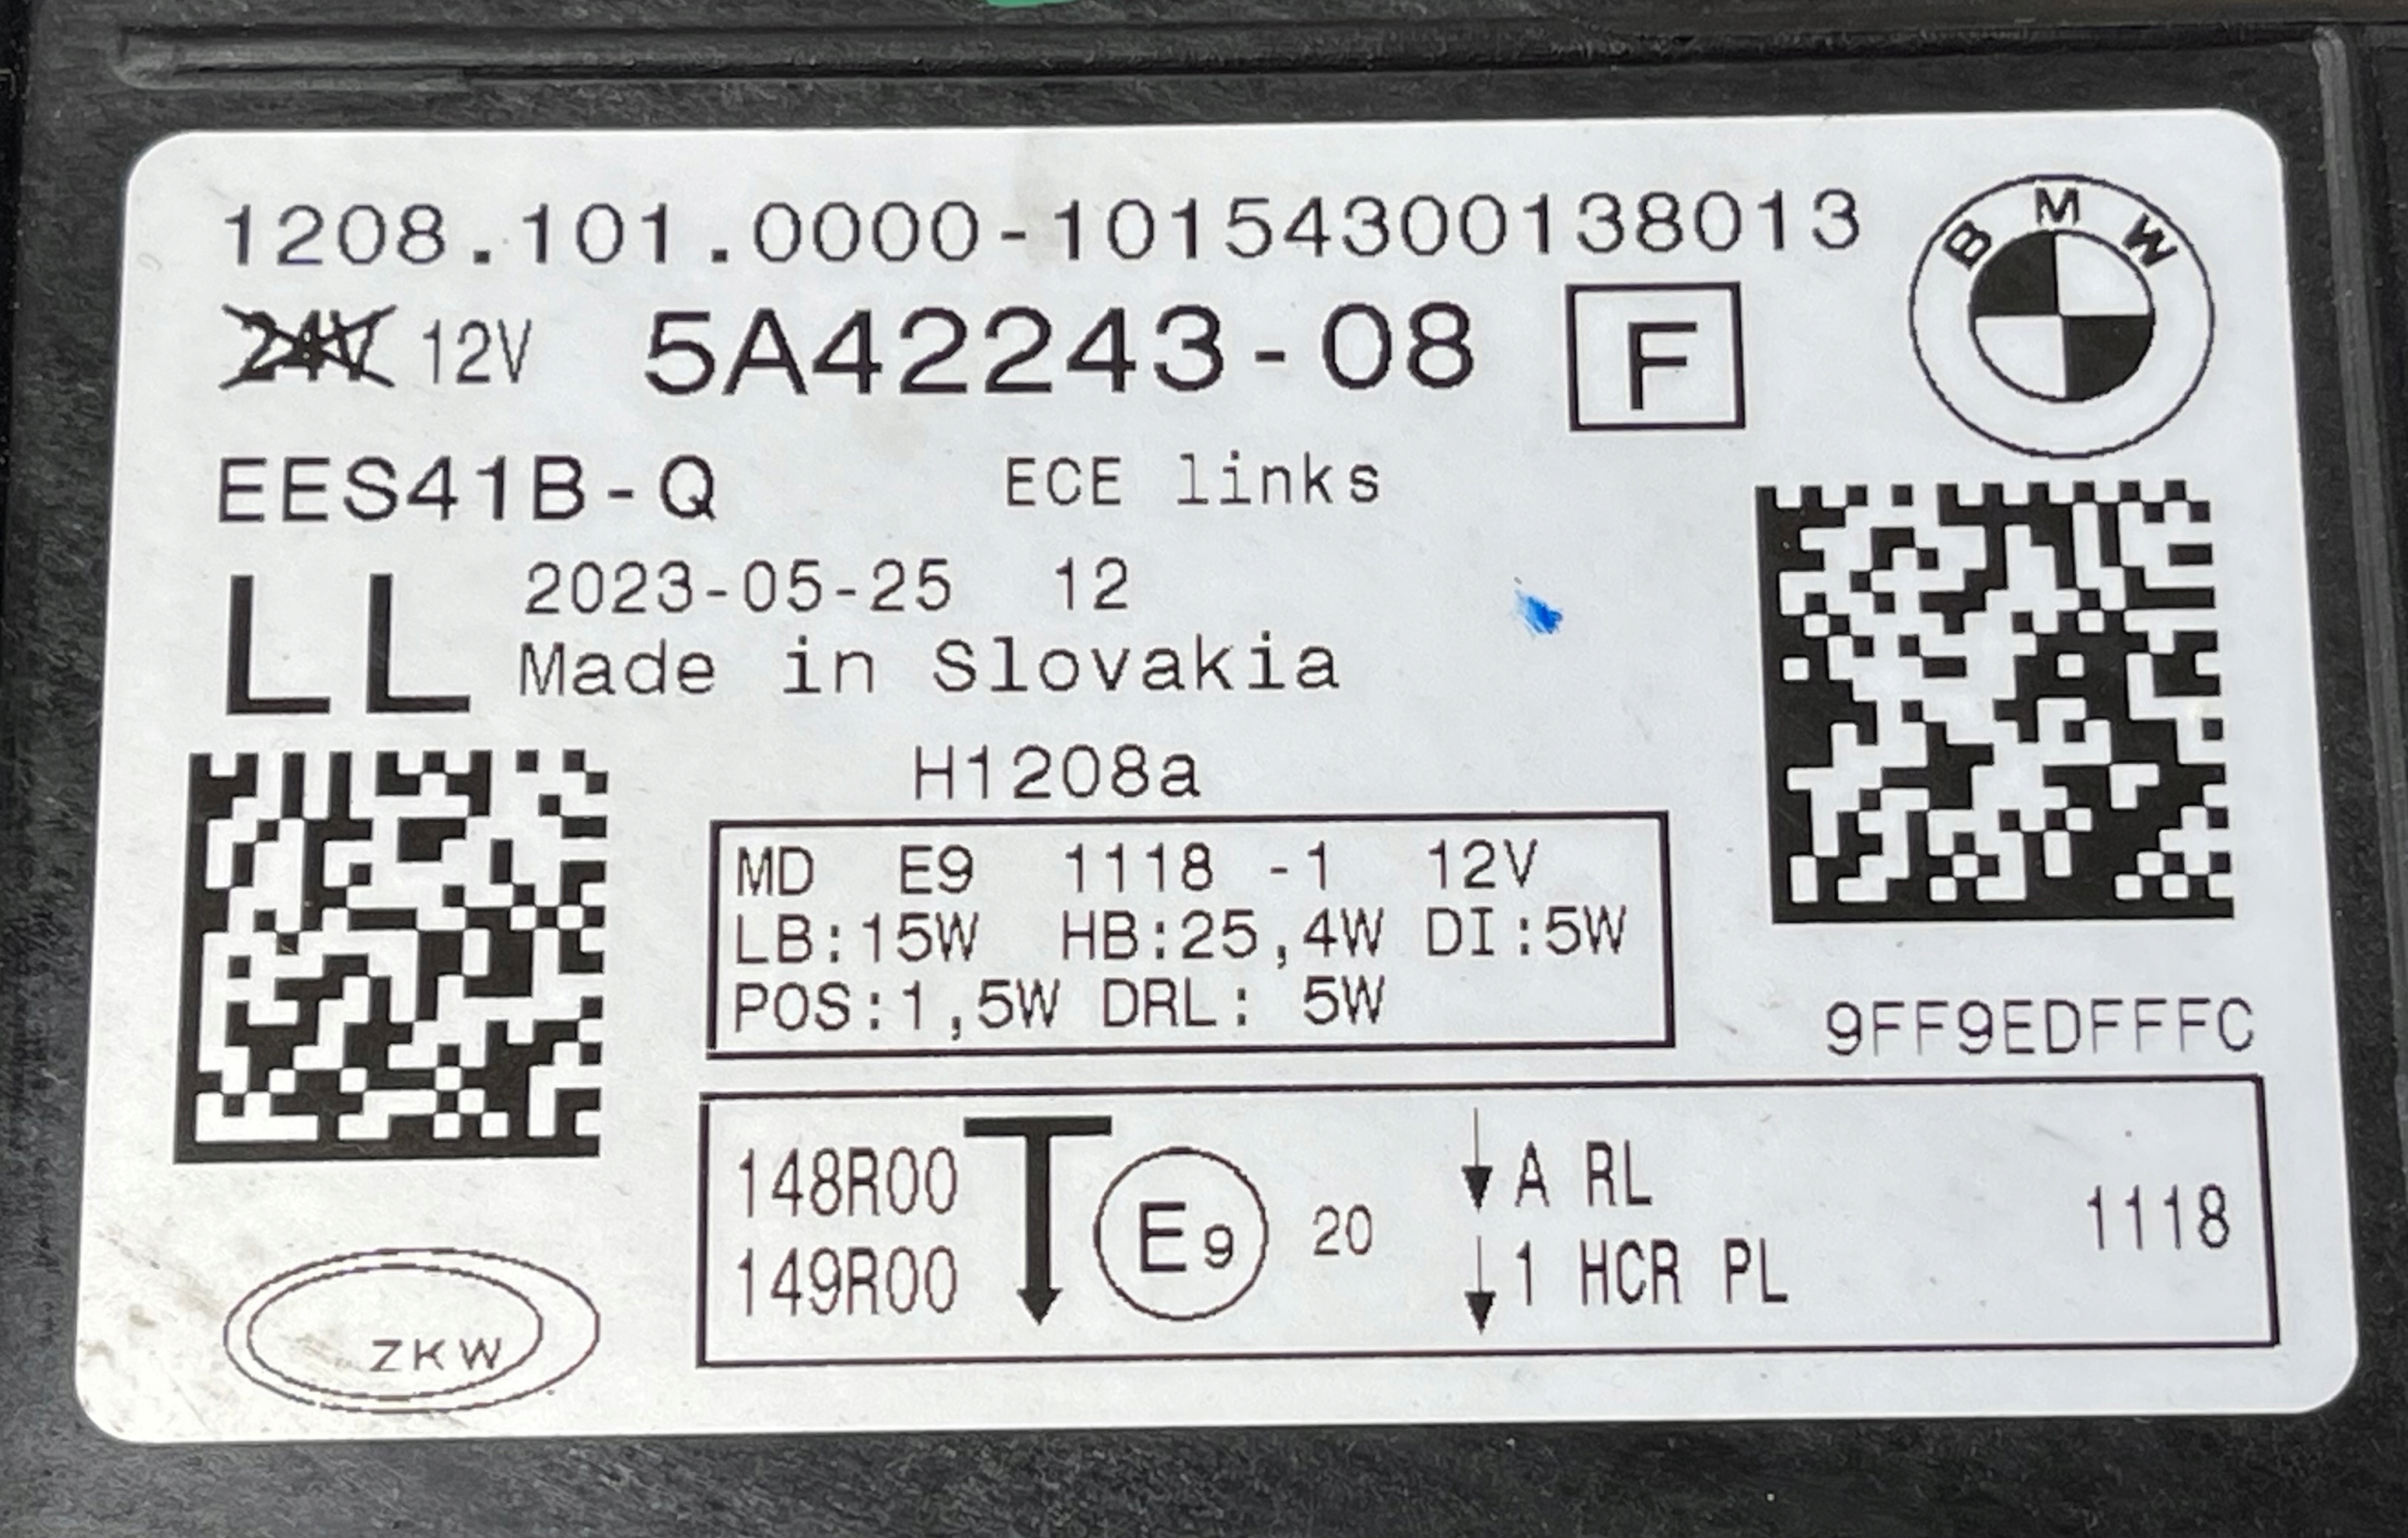 1208.101.0000-10154300138013
BMW
24V 12V 5A42243-08 F
EES41B-Q ECE links
LL 2023-05-25 12
Made in Slovakia
H1208a
MD E9 1118 -1 12V
LB:15W HB:25,4W DI:5W
POS:1,5W DRL: 5W
9FF9EDFFFC
148R00 E9 20 A RL 1118
149R00 1 HCR PL
ZKW